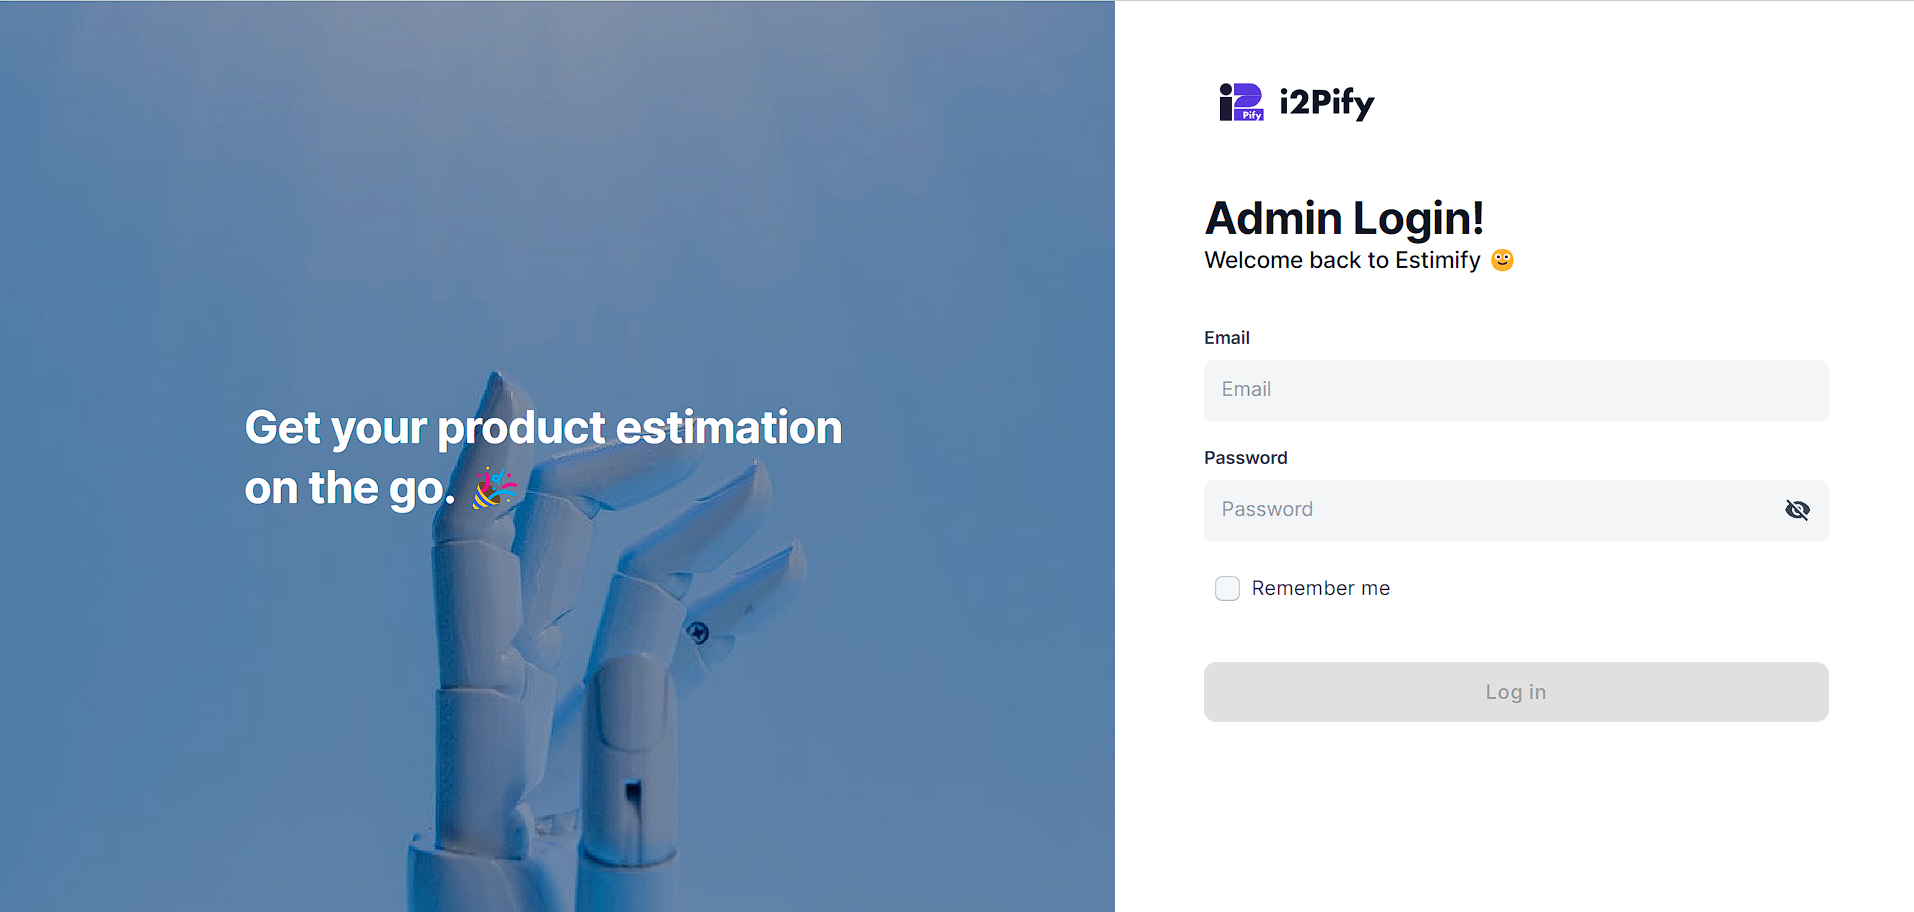 Get your product estimation
on the go. 🎉
Pify
i2Pify
Admin Login!
Welcome back to Estimify 🙂
Email
Email
Password
Password
Remember me
Log in